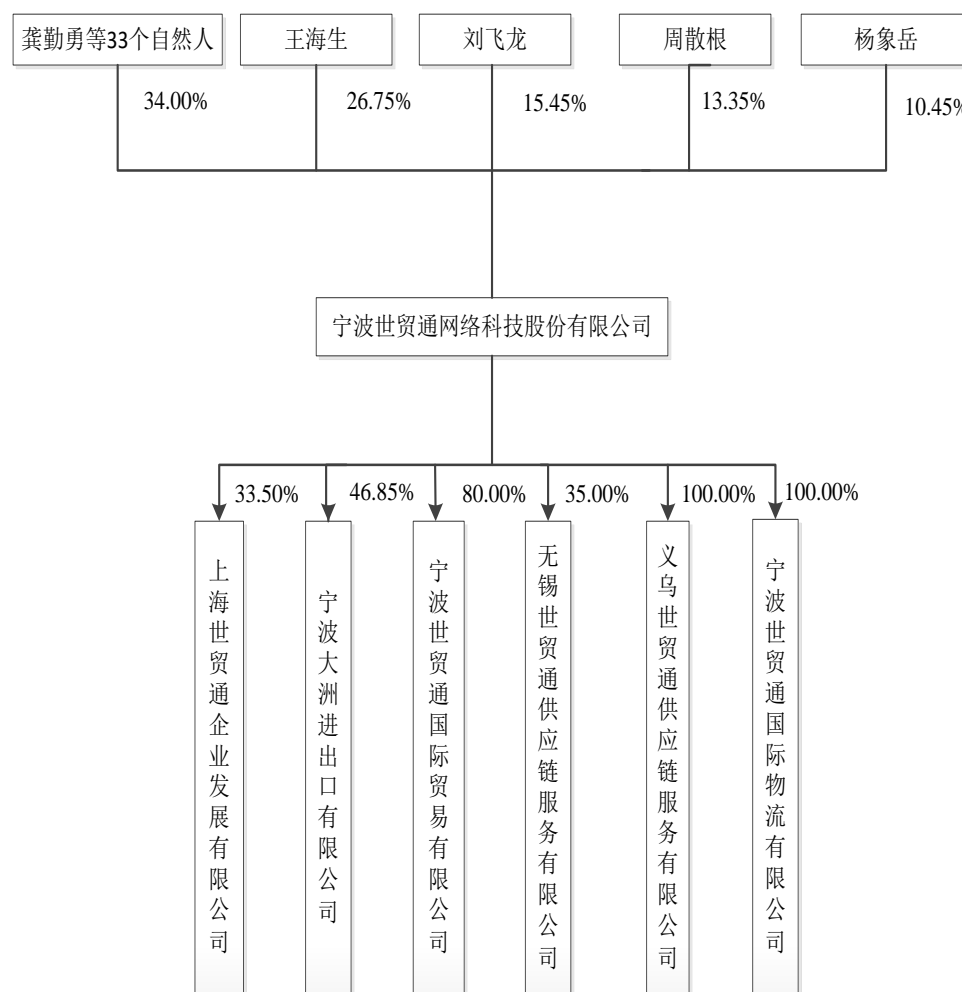 龚勤勇等33个自然人
王海生
刘飞龙
周散根
杨象岳
34.00%
26.75%
15.45%
13.35%
10.45%
宁波世贸通网络科技股份有限公司
33.50%
46.85%
80.00%
35.00%
100.00%
100.00%
上海世贸通企业发展有限公司
宁波大洲进出口有限公司
宁波世贸通国际贸易有限公司
无锡世贸通供应链服务有限公司
义乌世贸通供应链服务有限公司
宁波世贸通国际物流有限公司